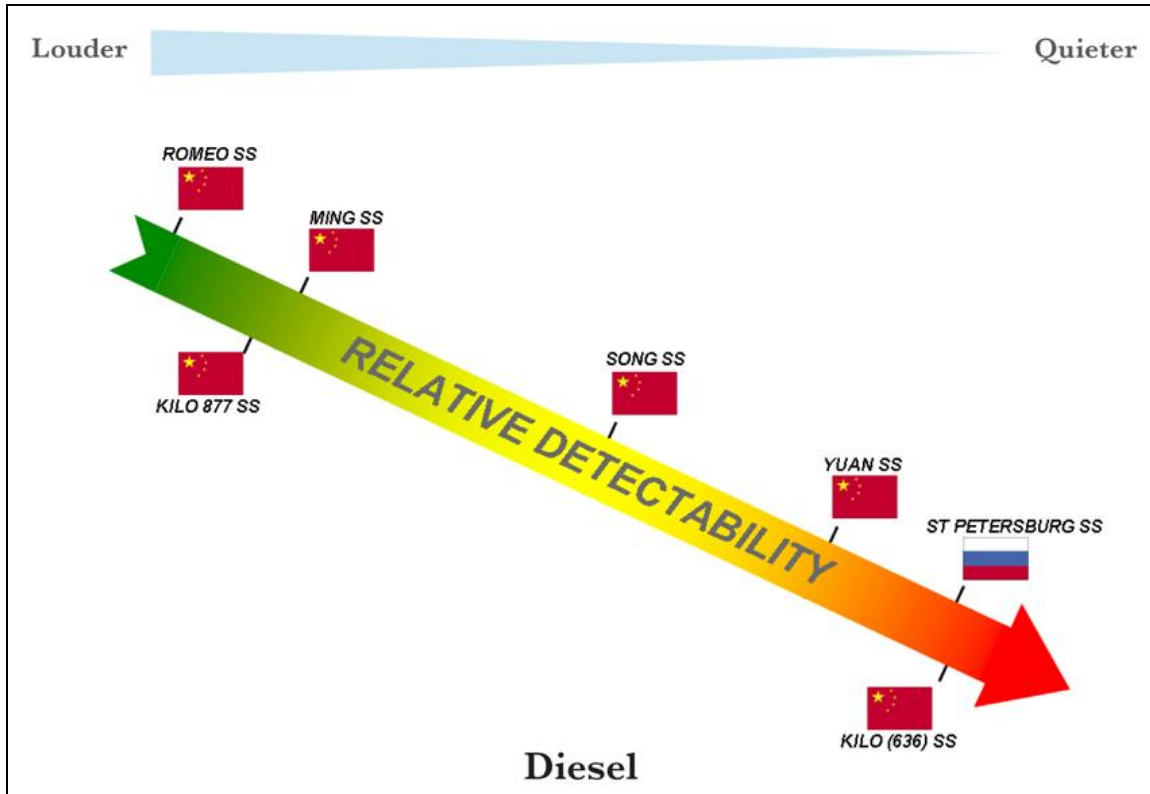 Louder
Quieter
ROMEO SS
MING SS
KILO 877 SS
RELATIVE DETECTABILITY
SONG SS
YUAN SS
ST PETERSBURG SS
KILO (636) SS
Diesel